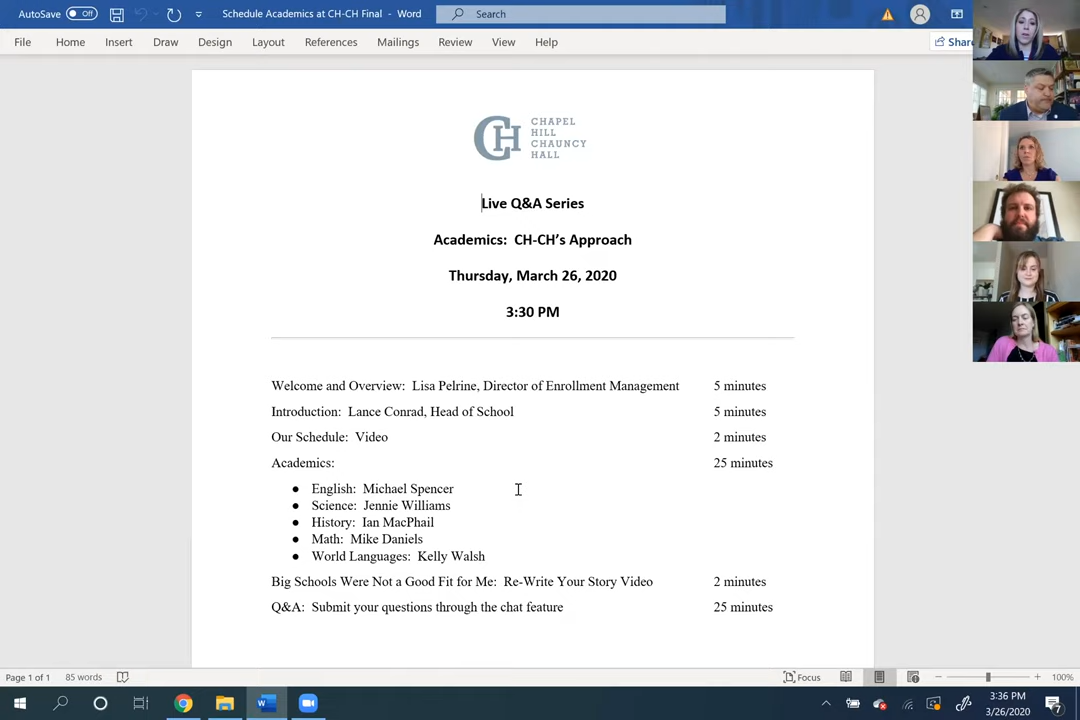 AutoSave Off Schedule Academics at CH-CH Final - Word Search
File Home Insert Draw Design Layout References Mailings Review View Help Share
CH CHAPEL
HILL
CHAUNCY
HALL
Live Q&A Series
Academics: CH-CH's Approach
Thursday, March 26, 2020
3:30 PM
Welcome and Overview: Lisa Pelrine, Director of Enrollment Management 5 minutes
Introduction: Lance Conrad, Head of School 5 minutes
Our Schedule: Video 2 minutes
Academics: 25 minutes
● English: Michael Spencer
● Science: Jennie Williams
● History: Ian MacPhail
● Math: Mike Daniels
● World Languages: Kelly Walsh
Big Schools Were Not a Good Fit for Me: Re-Write Your Story Video 2 minutes
Q&A: Submit your questions through the chat feature 25 minutes
Page 1 of 1 85 words Focus 100%
3:36 PM
3/26/2020 7